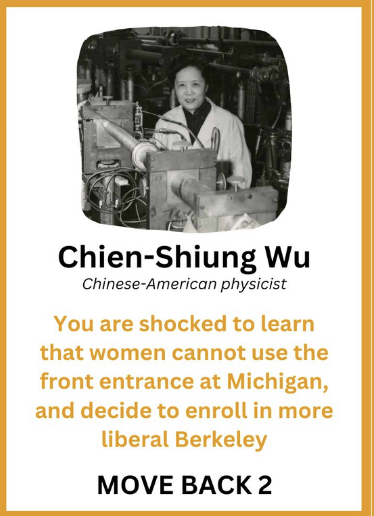 Chien-Shiung Wu
Chinese-American physicist
You are shocked to learn
that women cannot use the
front entrance at Michigan,
and decide to enroll in more
liberal Berkeley
MOVE BACK 2